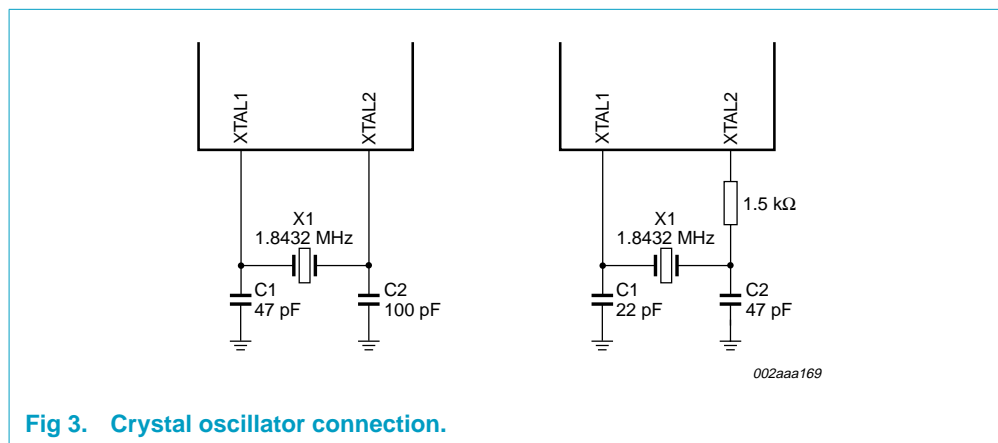 XTAL1
XTAL2
X1
1.8432 MHz
C1
47 pF
C2
100 pF
XTAL1
XTAL2
1.5 kΩ
X1
1.8432 MHz
C1
22 pF
C2
47 pF
002aaa169
Fig 3. Crystal oscillator connection.